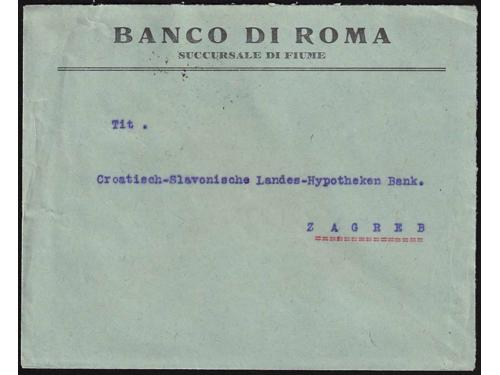 BANCO DI ROMA
SUCCURSALE DI FIUME
Tit .
Croatisch-Slavonische Landes-Hypotheken Bank.
Z A G R E B